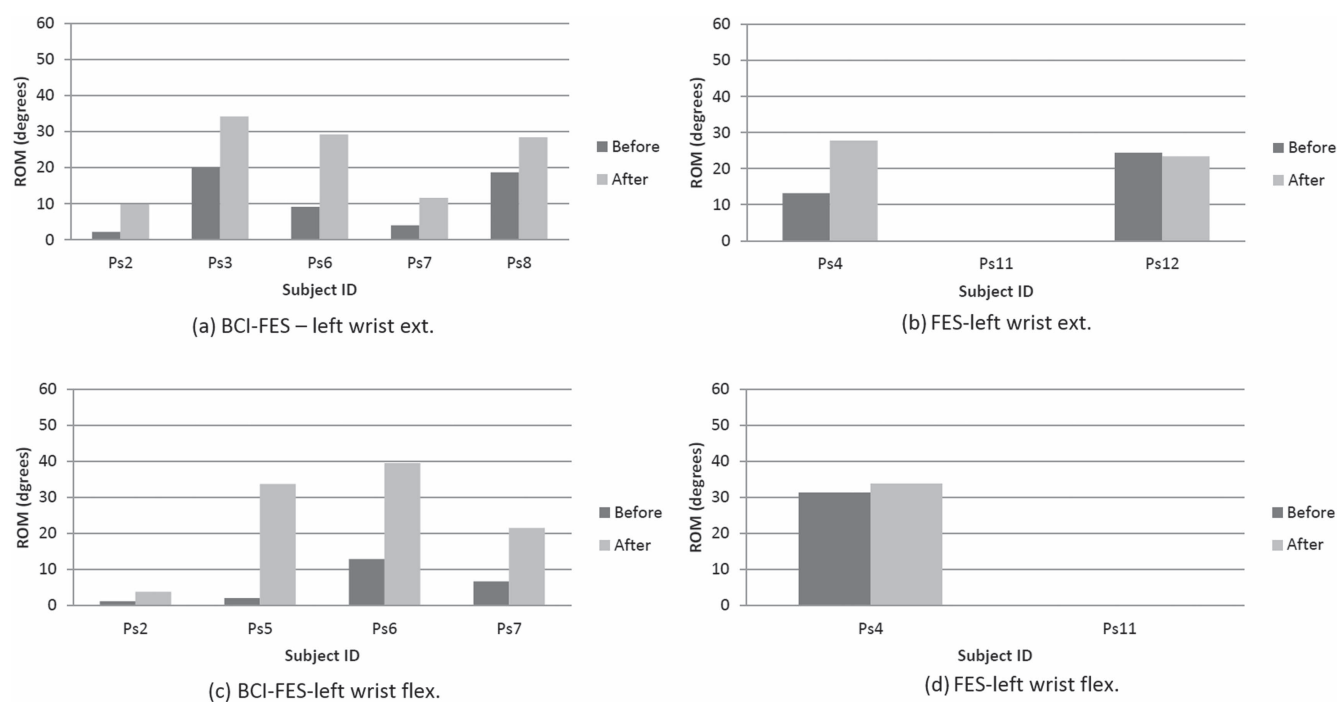 60
50
40
30
20
10
0
ROM (degrees)
Ps2 Ps3 Ps6 Ps7 Ps8
Subject ID
Before
After
(a) BCI-FES – left wrist ext.
60
50
40
30
20
10
0
ROM (degrees)
Ps4 Ps11 Ps12
Subject ID
Before
After
(b) FES-left wrist ext.
60
50
40
30
20
10
0
ROM (dgrees)
Ps2 Ps5 Ps6 Ps7
Subject ID
Before
After
(c) BCI-FES-left wrist flex.
60
50
40
30
20
10
0
ROM (degrees)
Ps4 Ps11
Subject ID
Before
After
(d) FES-left wrist flex.